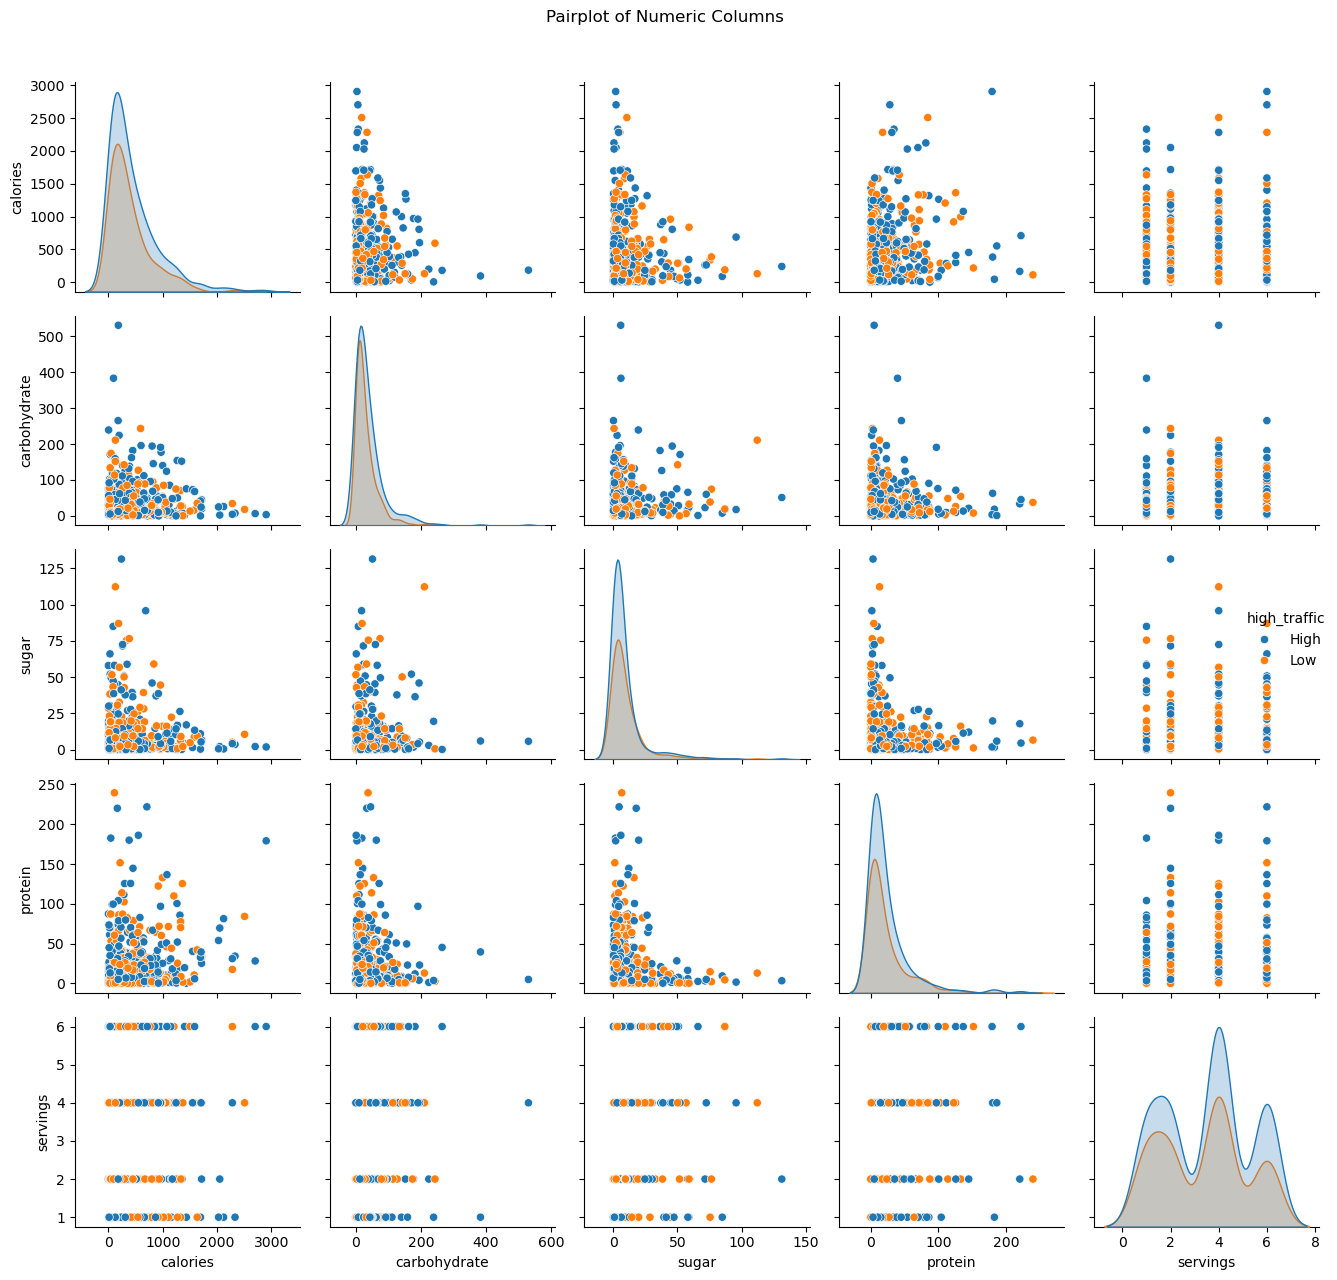 Pairplot of Numeric Columns
3000
2500
2000
1500
1000
500
0
calories
500
400
300
200
100
0
carbohydrate
125
100
75
50
25
0
sugar
high_traffic
High
Low
250
200
150
100
50
0
protein
6
5
4
3
2
1
servings
0 1000 2000 3000
0 200 400 600
0 50 100 150
0 100 200
0 2 4 6 8
calories
carbohydrate
sugar
protein
servings